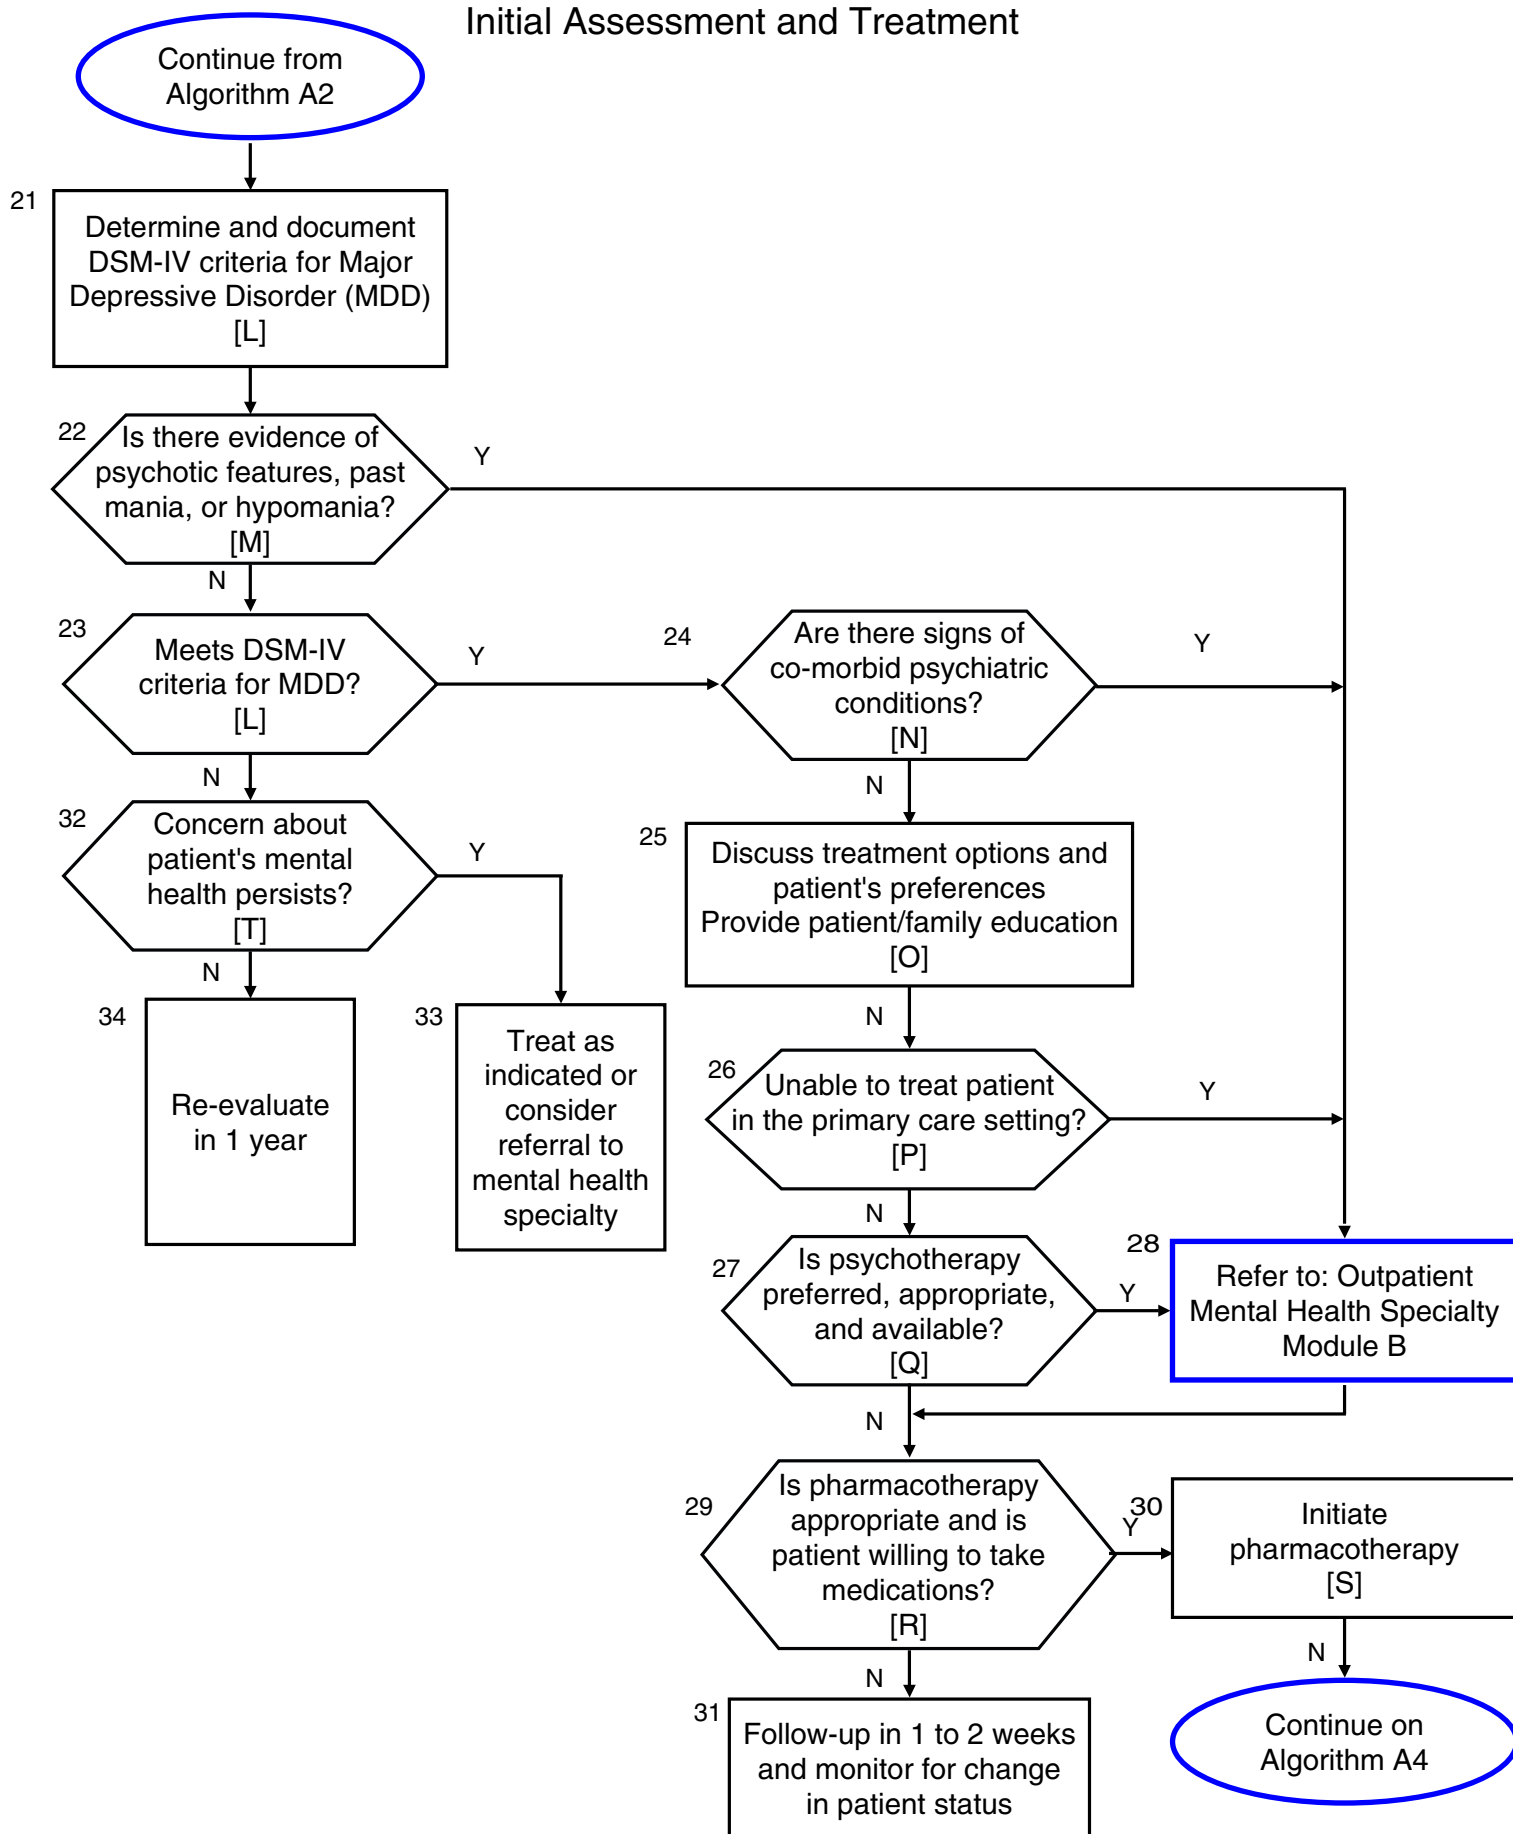 Initial Assessment and Treatment
Continue from
Algorithm A2
21
Determine and document
DSM-IV criteria for Major
Depressive Disorder (MDD)
[L]
22
Is there evidence of
psychotic features, past
mania, or hypomania?
[M]
Y
N
23
Meets DSM-IV
criteria for MDD?
[L]
Y
N
24
Are there signs of
co-morbid psychiatric
conditions?
[N]
Y
N
32
Concern about
patient's mental
health persists?
[T]
Y
N
25
Discuss treatment options and
patient's preferences
Provide patient/family education
[O]
N
34
Re-evaluate
in 1 year
33
Treat as
indicated or
consider
referral to
mental health
specialty
26
Unable to treat patient
in the primary care setting?
[P]
Y
N
27
Is psychotherapy
preferred, appropriate,
and available?
[Q]
Y
N
28
Refer to: Outpatient
Mental Health Specialty
Module B
29
Is pharmacotherapy
appropriate and is
patient willing to take
medications?
[R]
Y
N
30
Initiate
pharmacotherapy
[S]
N
31
Follow-up in 1 to 2 weeks
and monitor for change
in patient status
Continue on
Algorithm A4